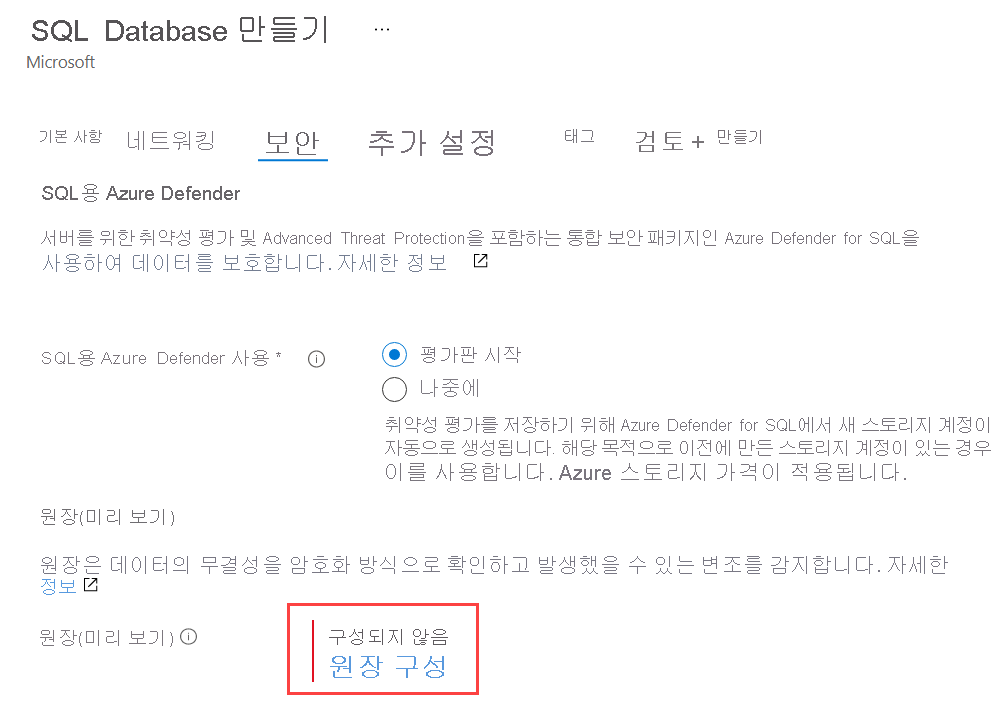 SQL Database 만들기 ...
Microsoft
기본 사항 네트워킹 보안 추가 설정 태그 검토 + 만들기
SQL용 Azure Defender
서버를 위한 취약성 평가 및 Advanced Threat Protection을 포함하는 통합 보안 패키지인 Azure Defender for SQL을
사용하여 데이터를 보호합니다. 자세한 정보
SQL용 Azure Defender 사용 *
평가판 시작
나중에
취약성 평가를 저장하기 위해 Azure Defender for SQL에서 새 스토리지 계정이
자동으로 생성됩니다. 해당 목적으로 이전에 만든 스토리지 계정이 있는 경우
이를 사용합니다. Azure 스토리지 가격이 적용됩니다.
원장(미리 보기)
원장은 데이터의 무결성을 암호화 방식으로 확인하고 발생했을 수 있는 변조를 감지합니다. 자세한
정보
원장(미리 보기)
구성되지 않음
원장 구성